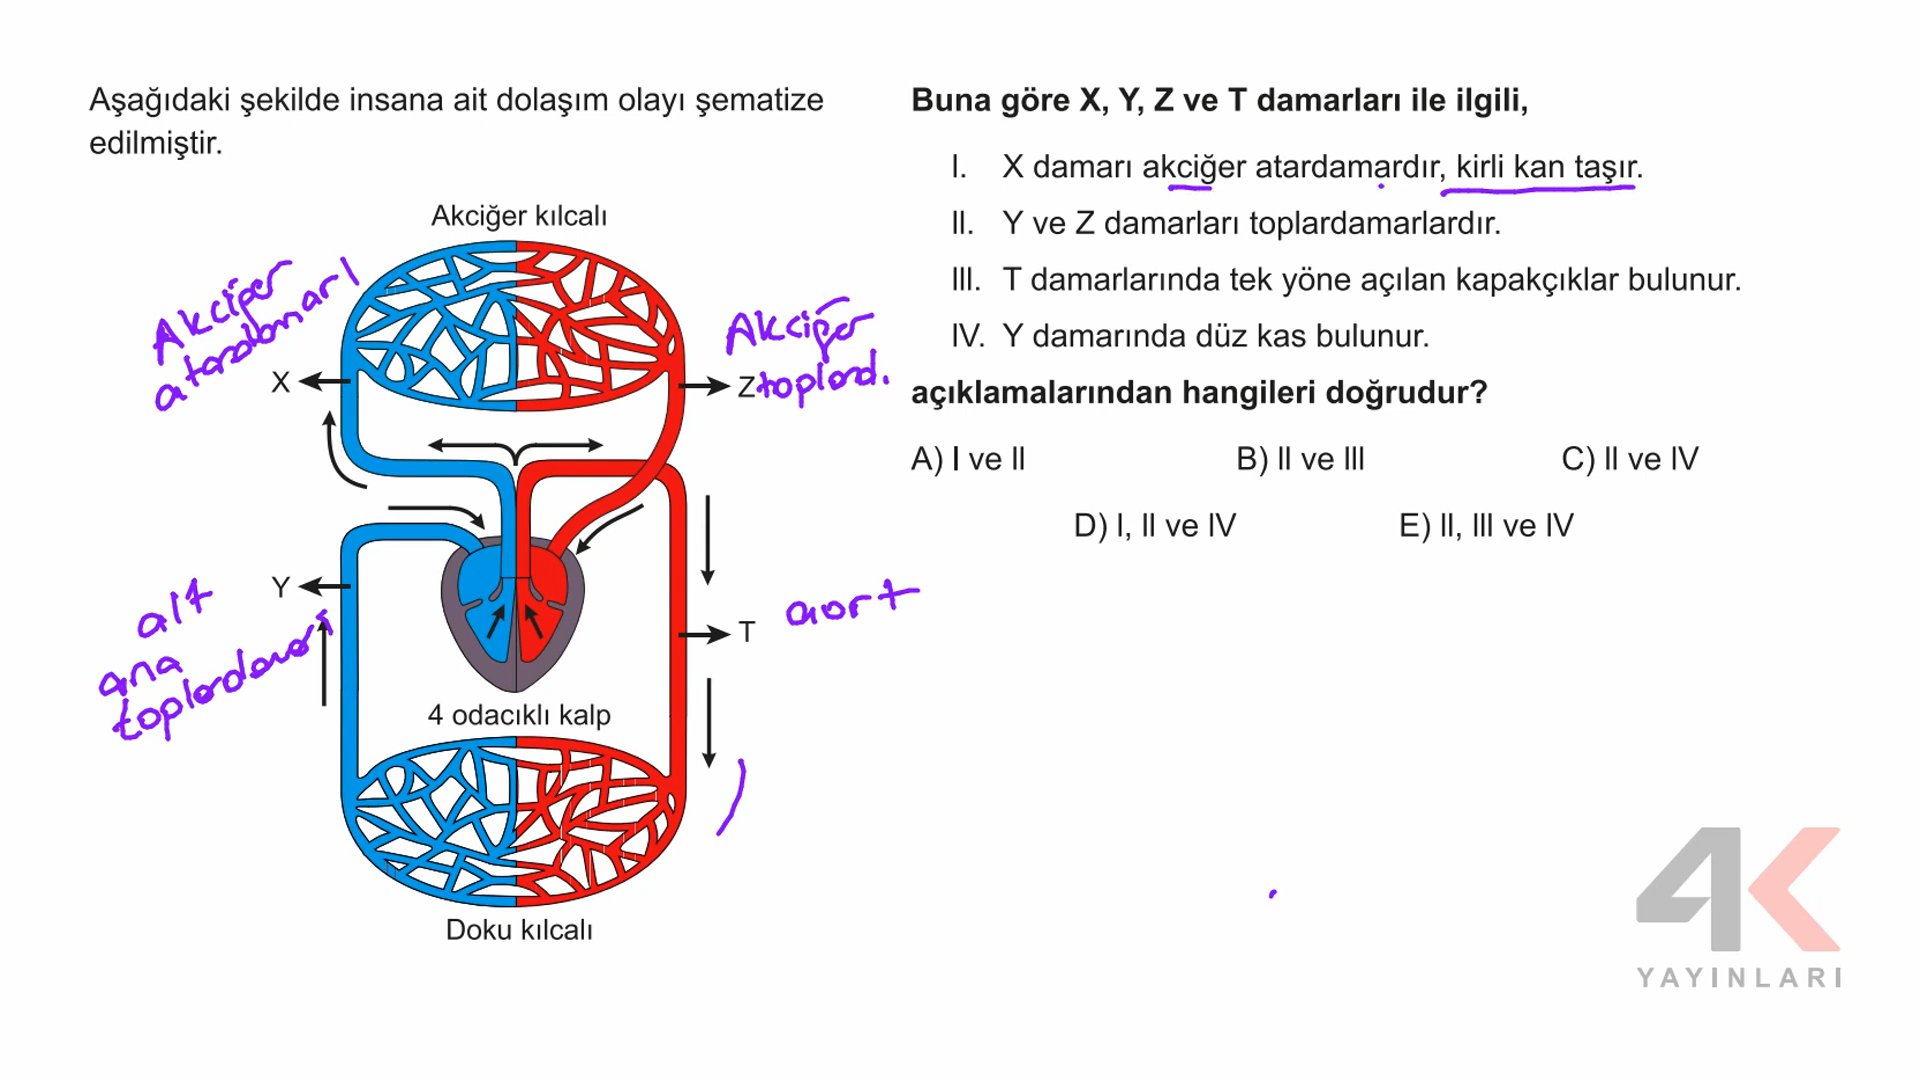 Aşağıdaki şekilde insana ait dolaşım olayı şematize
edilmiştir.
Akciğer kılcalı
Akciğer
atardamarı
X
Akciğer
Z
toplard.
Y
alt
ana
toplardamarı
T
aort
4 odacıklı kalp
Doku kılcalı
Buna göre X, Y, Z ve T damarları ile ilgili,
I. X damarı akciğer atardamardır, kirli kan taşır.
II. Y ve Z damarları toplardamarlardır.
III. T damarlarında tek yöne açılan kapakçıklar bulunur.
IV. Y damarında düz kas bulunur.
açıklamalarından hangileri doğrudur?
A) I ve II B) II ve III C) II ve IV
D) I, II ve IV E) II, III ve IV
4K
YAYINLARI